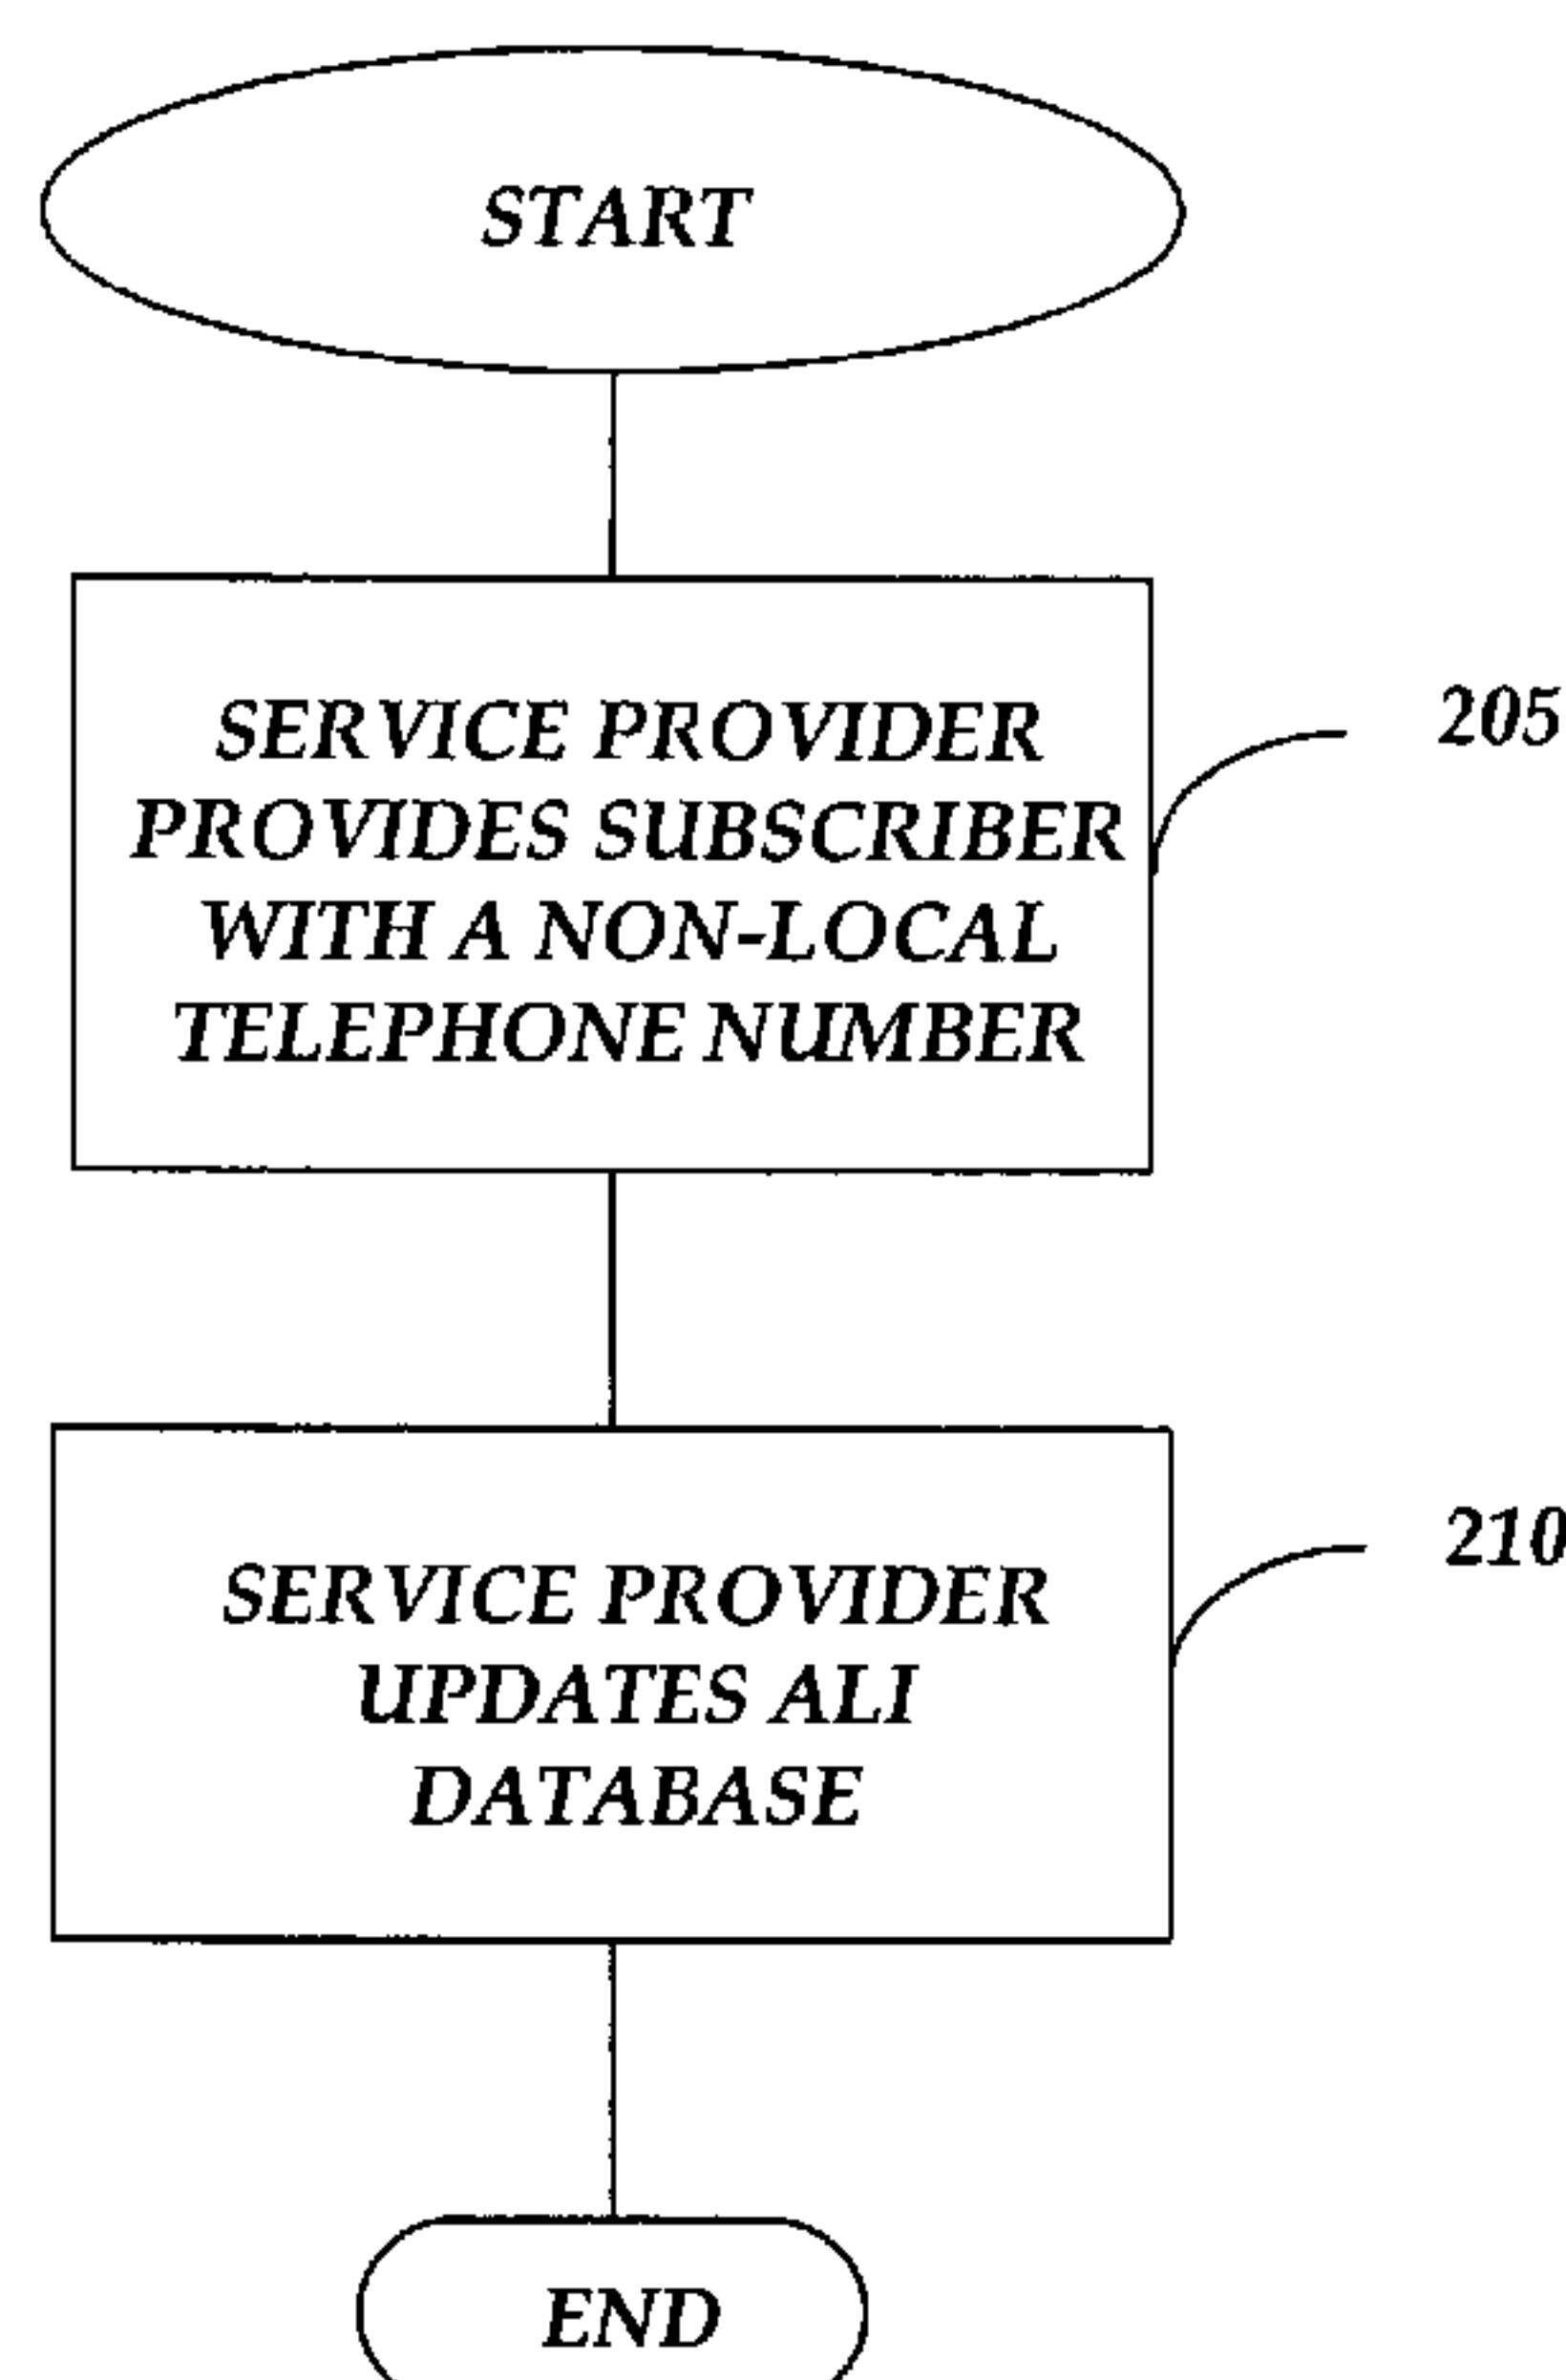 START
SERVICE PROVIDER
PROVIDES SUBSCRIBER
WITH A NON-LOCAL
TELEPHONE NUMBER
205
SERVICE PROVIDER
UPDATES ALI
DATABASE
210
END